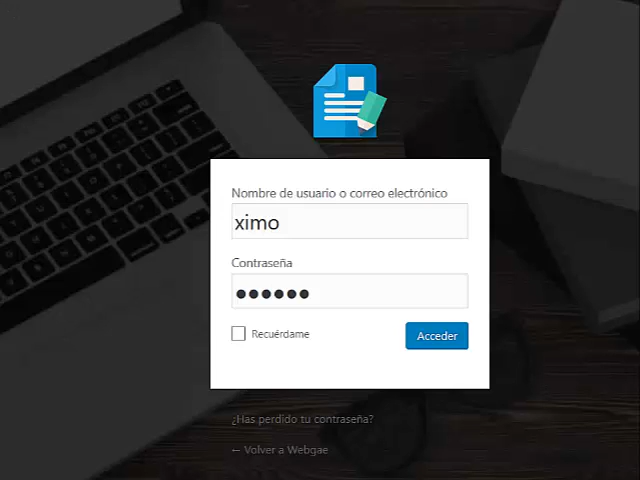 Nombre de usuario o correo electrónico
ximo
Contraseña
●●●●●●
Recuérdame
Acceder
¿Has perdido tu contraseña?
← Volver a Webgae